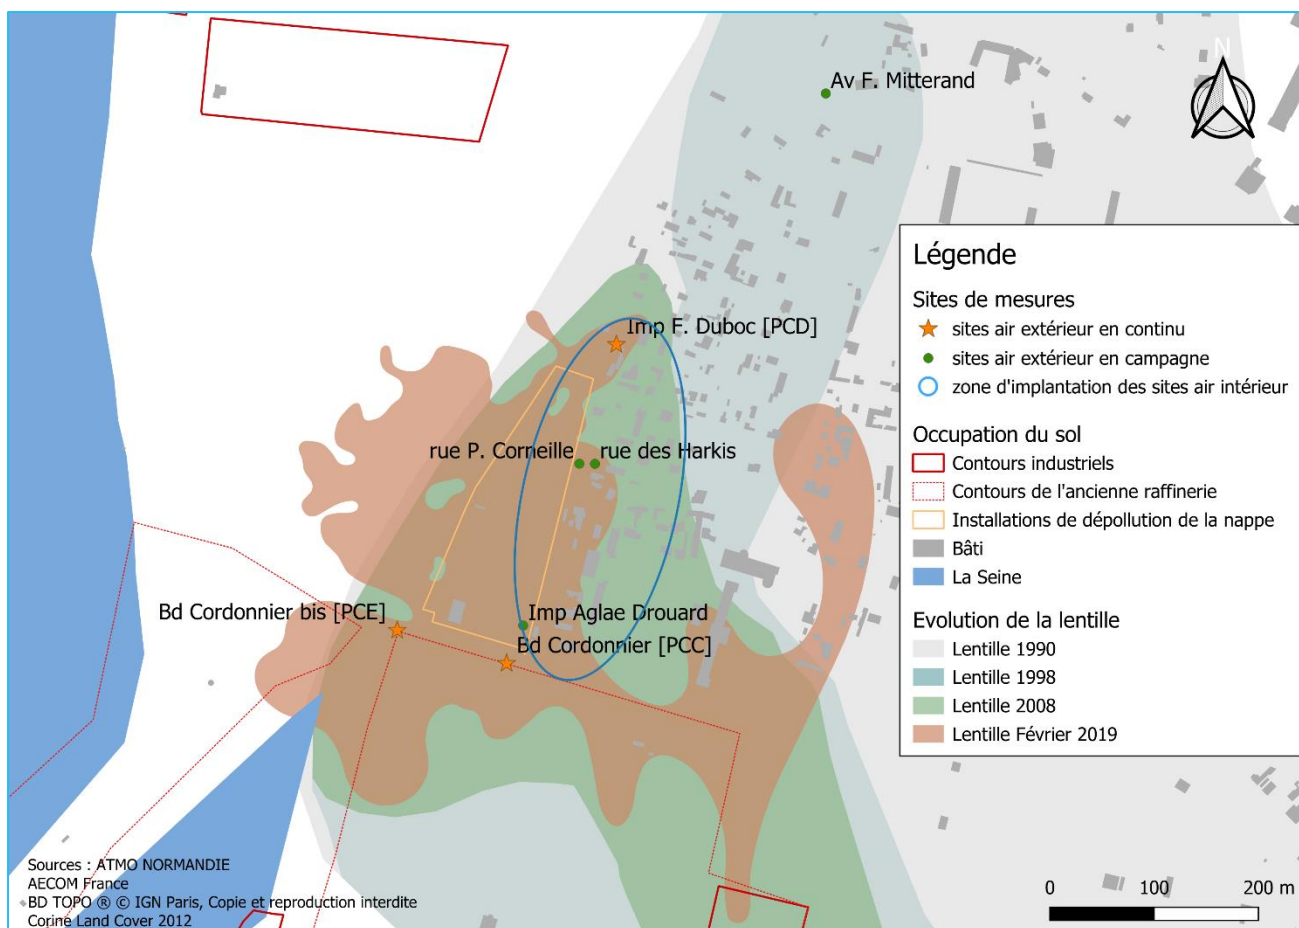 N
Av F. Mitterand
Imp F. Duboc [PCD]
rue P. Corneille
rue des Harkis
Bd Cordonnier bis [PCE]
Imp Aglae Drouard
Bd Cordonnier [PCC]
Légende
Sites de mesures
sites air extérieur en continu
sites air extérieur en campagne
zone d'implantation des sites air intérieur
Occupation du sol
Contours industriels
Contours de l'ancienne raffinerie
Installations de dépollution de la nappe
Bâti
La Seine
Evolution de la lentille
Lentille 1990
Lentille 1998
Lentille 2008
Lentille Février 2019
Sources : ATMO NORMANDIE
AECOM France
BD TOPO ® © IGN Paris, Copie et reproduction interdite
Corine Land Cover 2012
0 100 200 m